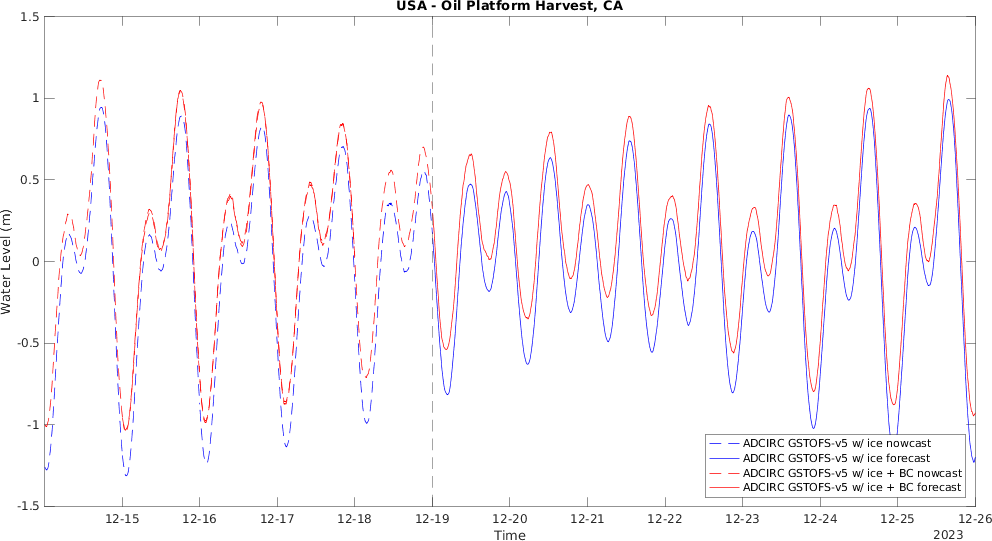 USA - Oil Platform Harvest, CA
1.5
1
0.5
0
-0.5
-1
-1.5
Water Level (m)
ADCIRC GSTOFS-v5 w/ ice nowcast
ADCIRC GSTOFS-v5 w/ ice forecast
ADCIRC GSTOFS-v5 w/ ice + BC nowcast
ADCIRC GSTOFS-v5 w/ ice + BC forecast
12-15 12-16 12-17 12-18 12-19 12-20 12-21 12-22 12-23 12-24 12-25 12-26
Time
2023